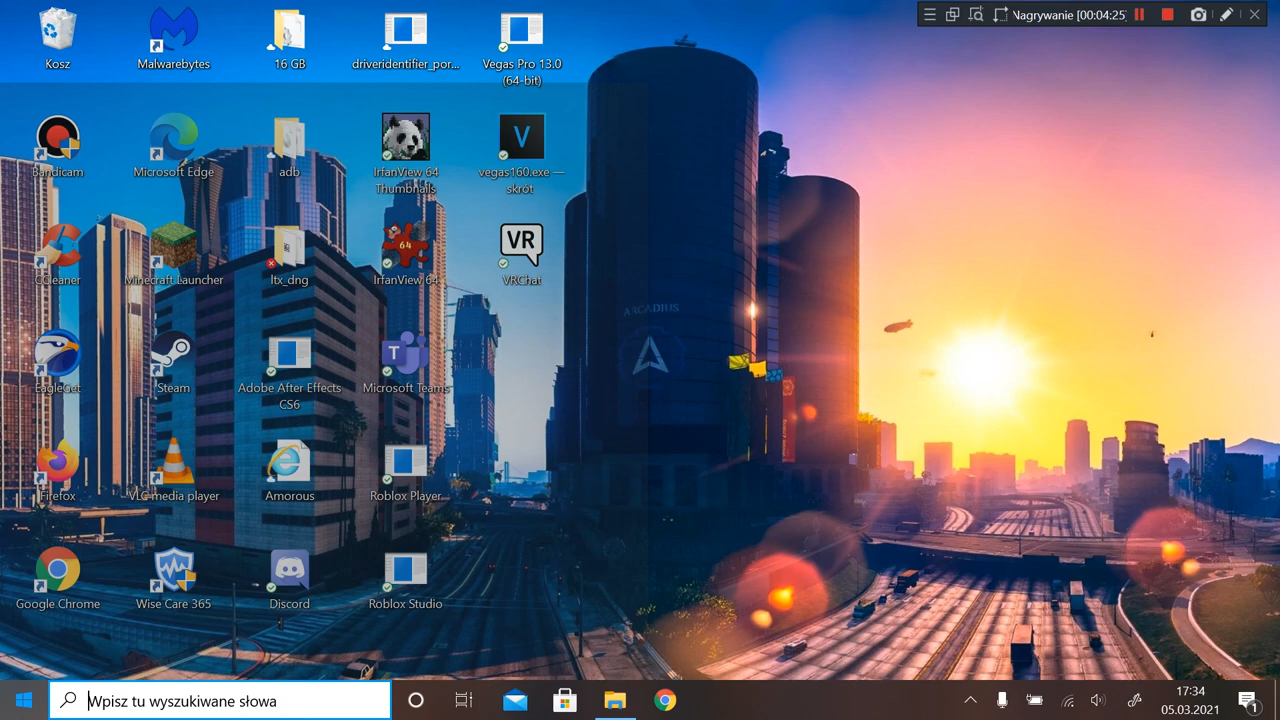 Nagrywanie [00:04:25]
Kosz
Malwarebytes
16 GB
driveridentifier_por...
Vegas Pro 13.0
(64-bit)
Bandicam
Microsoft Edge
adb
IrfanView 64
Thumbnails
V
vegas160.exe —
skrót
CCleaner
Minecraft Launcher
ltx_dng
64
IrfanView 64
VR
VRChat
EagleGet
Steam
Adobe After Effects
CS6
T
Microsoft Teams
ARCADIUS
Firefox
VLC media player
Amorous
Roblox Player
Google Chrome
Wise Care 365
Discord
Roblox Studio
Wpisz tu wyszukiwane słowa
17:34
05.03.2021
1